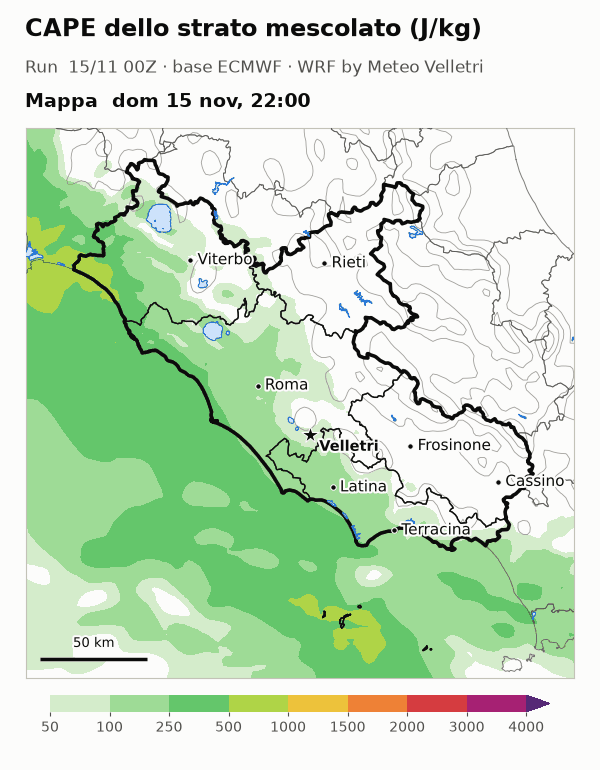 CAPE dello strato mescolato (J/kg)
Run  15/11 00Z · base ECMWF · WRF by Meteo Velletri
Mappa  dom 15 nov, 22:00
Viterbo
Rieti
Roma
Velletri
Frosinone
Cassino
Latina
Terracina
50 km
50 100 250 500 1000 1500 2000 3000 4000